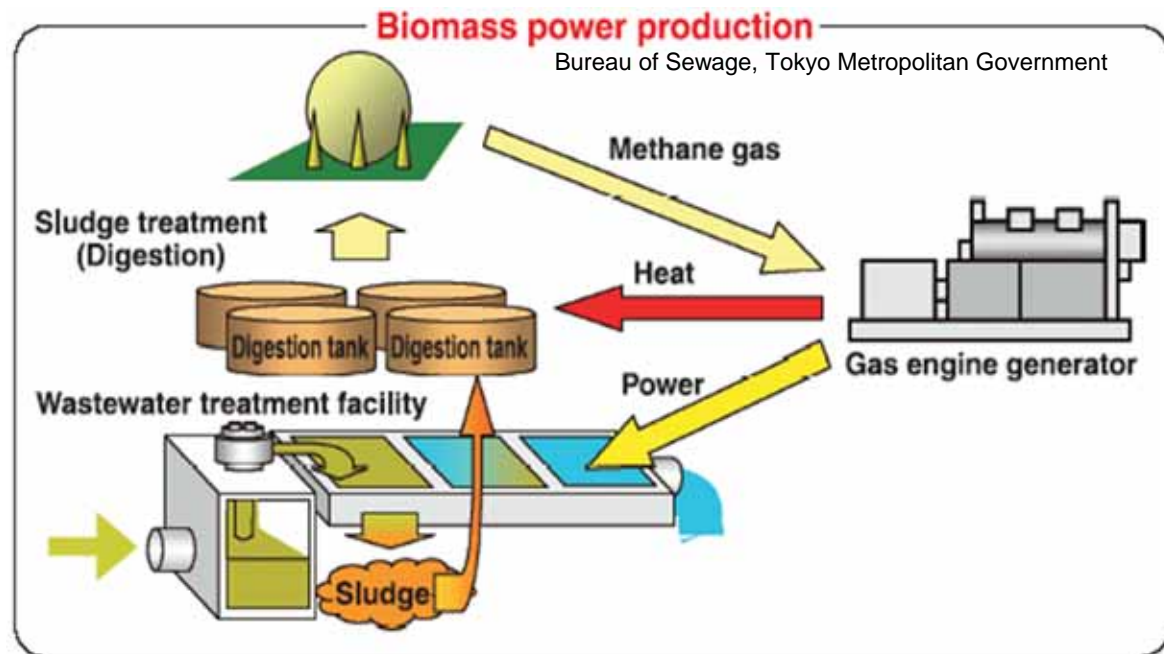 Biomass power production
Bureau of Sewage, Tokyo Metropolitan Government
Methane gas
Sludge treatment
(Digestion)
Heat
Digestion tank
Digestion tank
Gas engine generator
Power
Wastewater treatment facility
Sludge